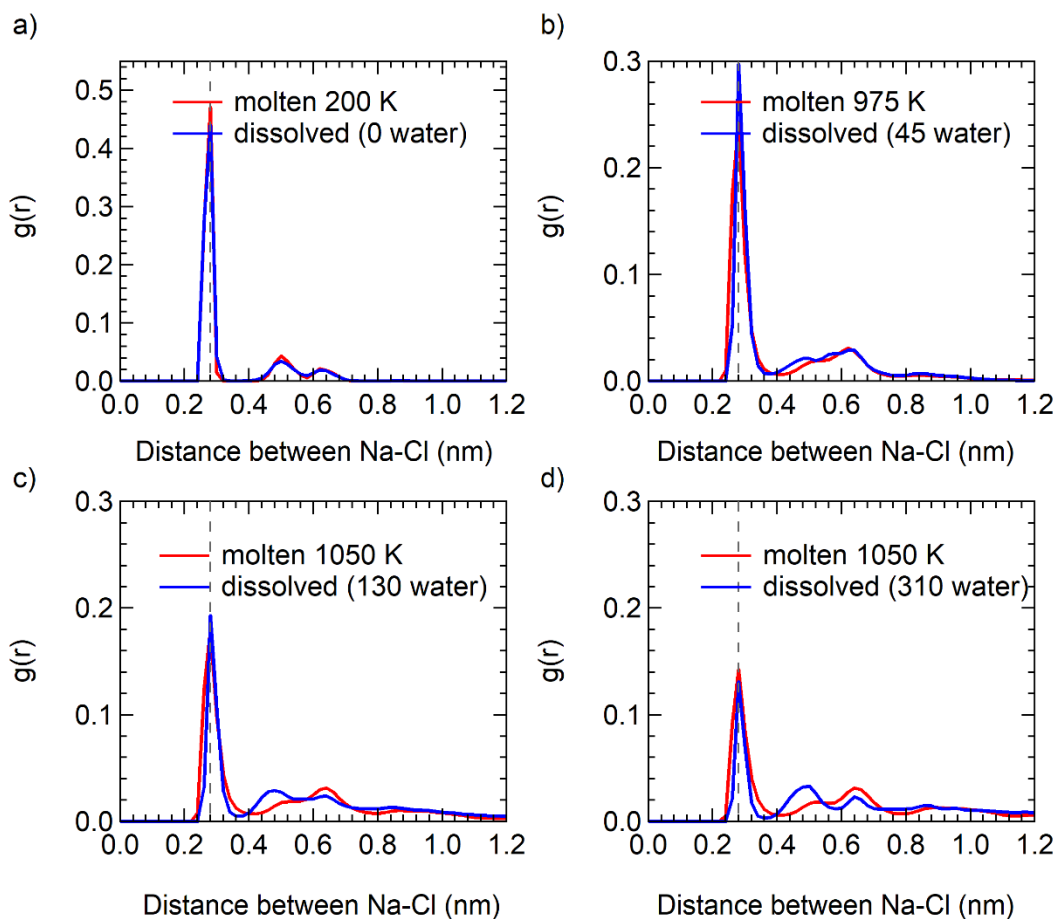 a)
0.5
0.4
0.3
0.2
0.1
0.0
g(r)
molten 200 K
dissolved (0 water)
0.0 0.2 0.4 0.6 0.8 1.0 1.2
Distance between Na-Cl (nm)
b)
0.3
0.2
0.1
0.0
g(r)
molten 975 K
dissolved (45 water)
0.0 0.2 0.4 0.6 0.8 1.0 1.2
Distance between Na-Cl (nm)
c)
0.3
0.2
0.1
0.0
g(r)
molten 1050 K
dissolved (130 water)
0.0 0.2 0.4 0.6 0.8 1.0 1.2
Distance between Na-Cl (nm)
d)
0.3
0.2
0.1
0.0
g(r)
molten 1050 K
dissolved (310 water)
0.0 0.2 0.4 0.6 0.8 1.0 1.2
Distance between Na-Cl (nm)